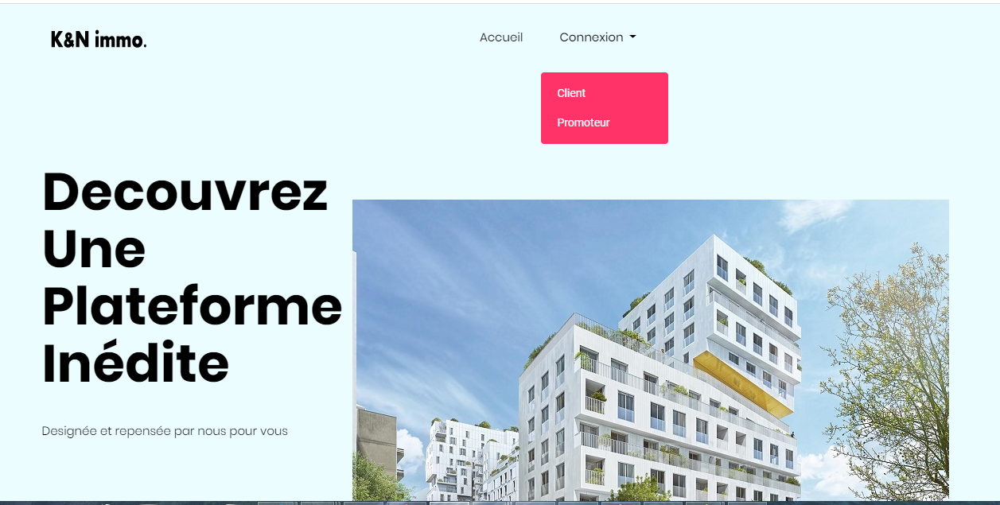 K&N immo.
Accueil
Connexion
Client
Promoteur
Decouvrez
Une
Plateforme
Inédite
Designée et repensée par nous pour vous